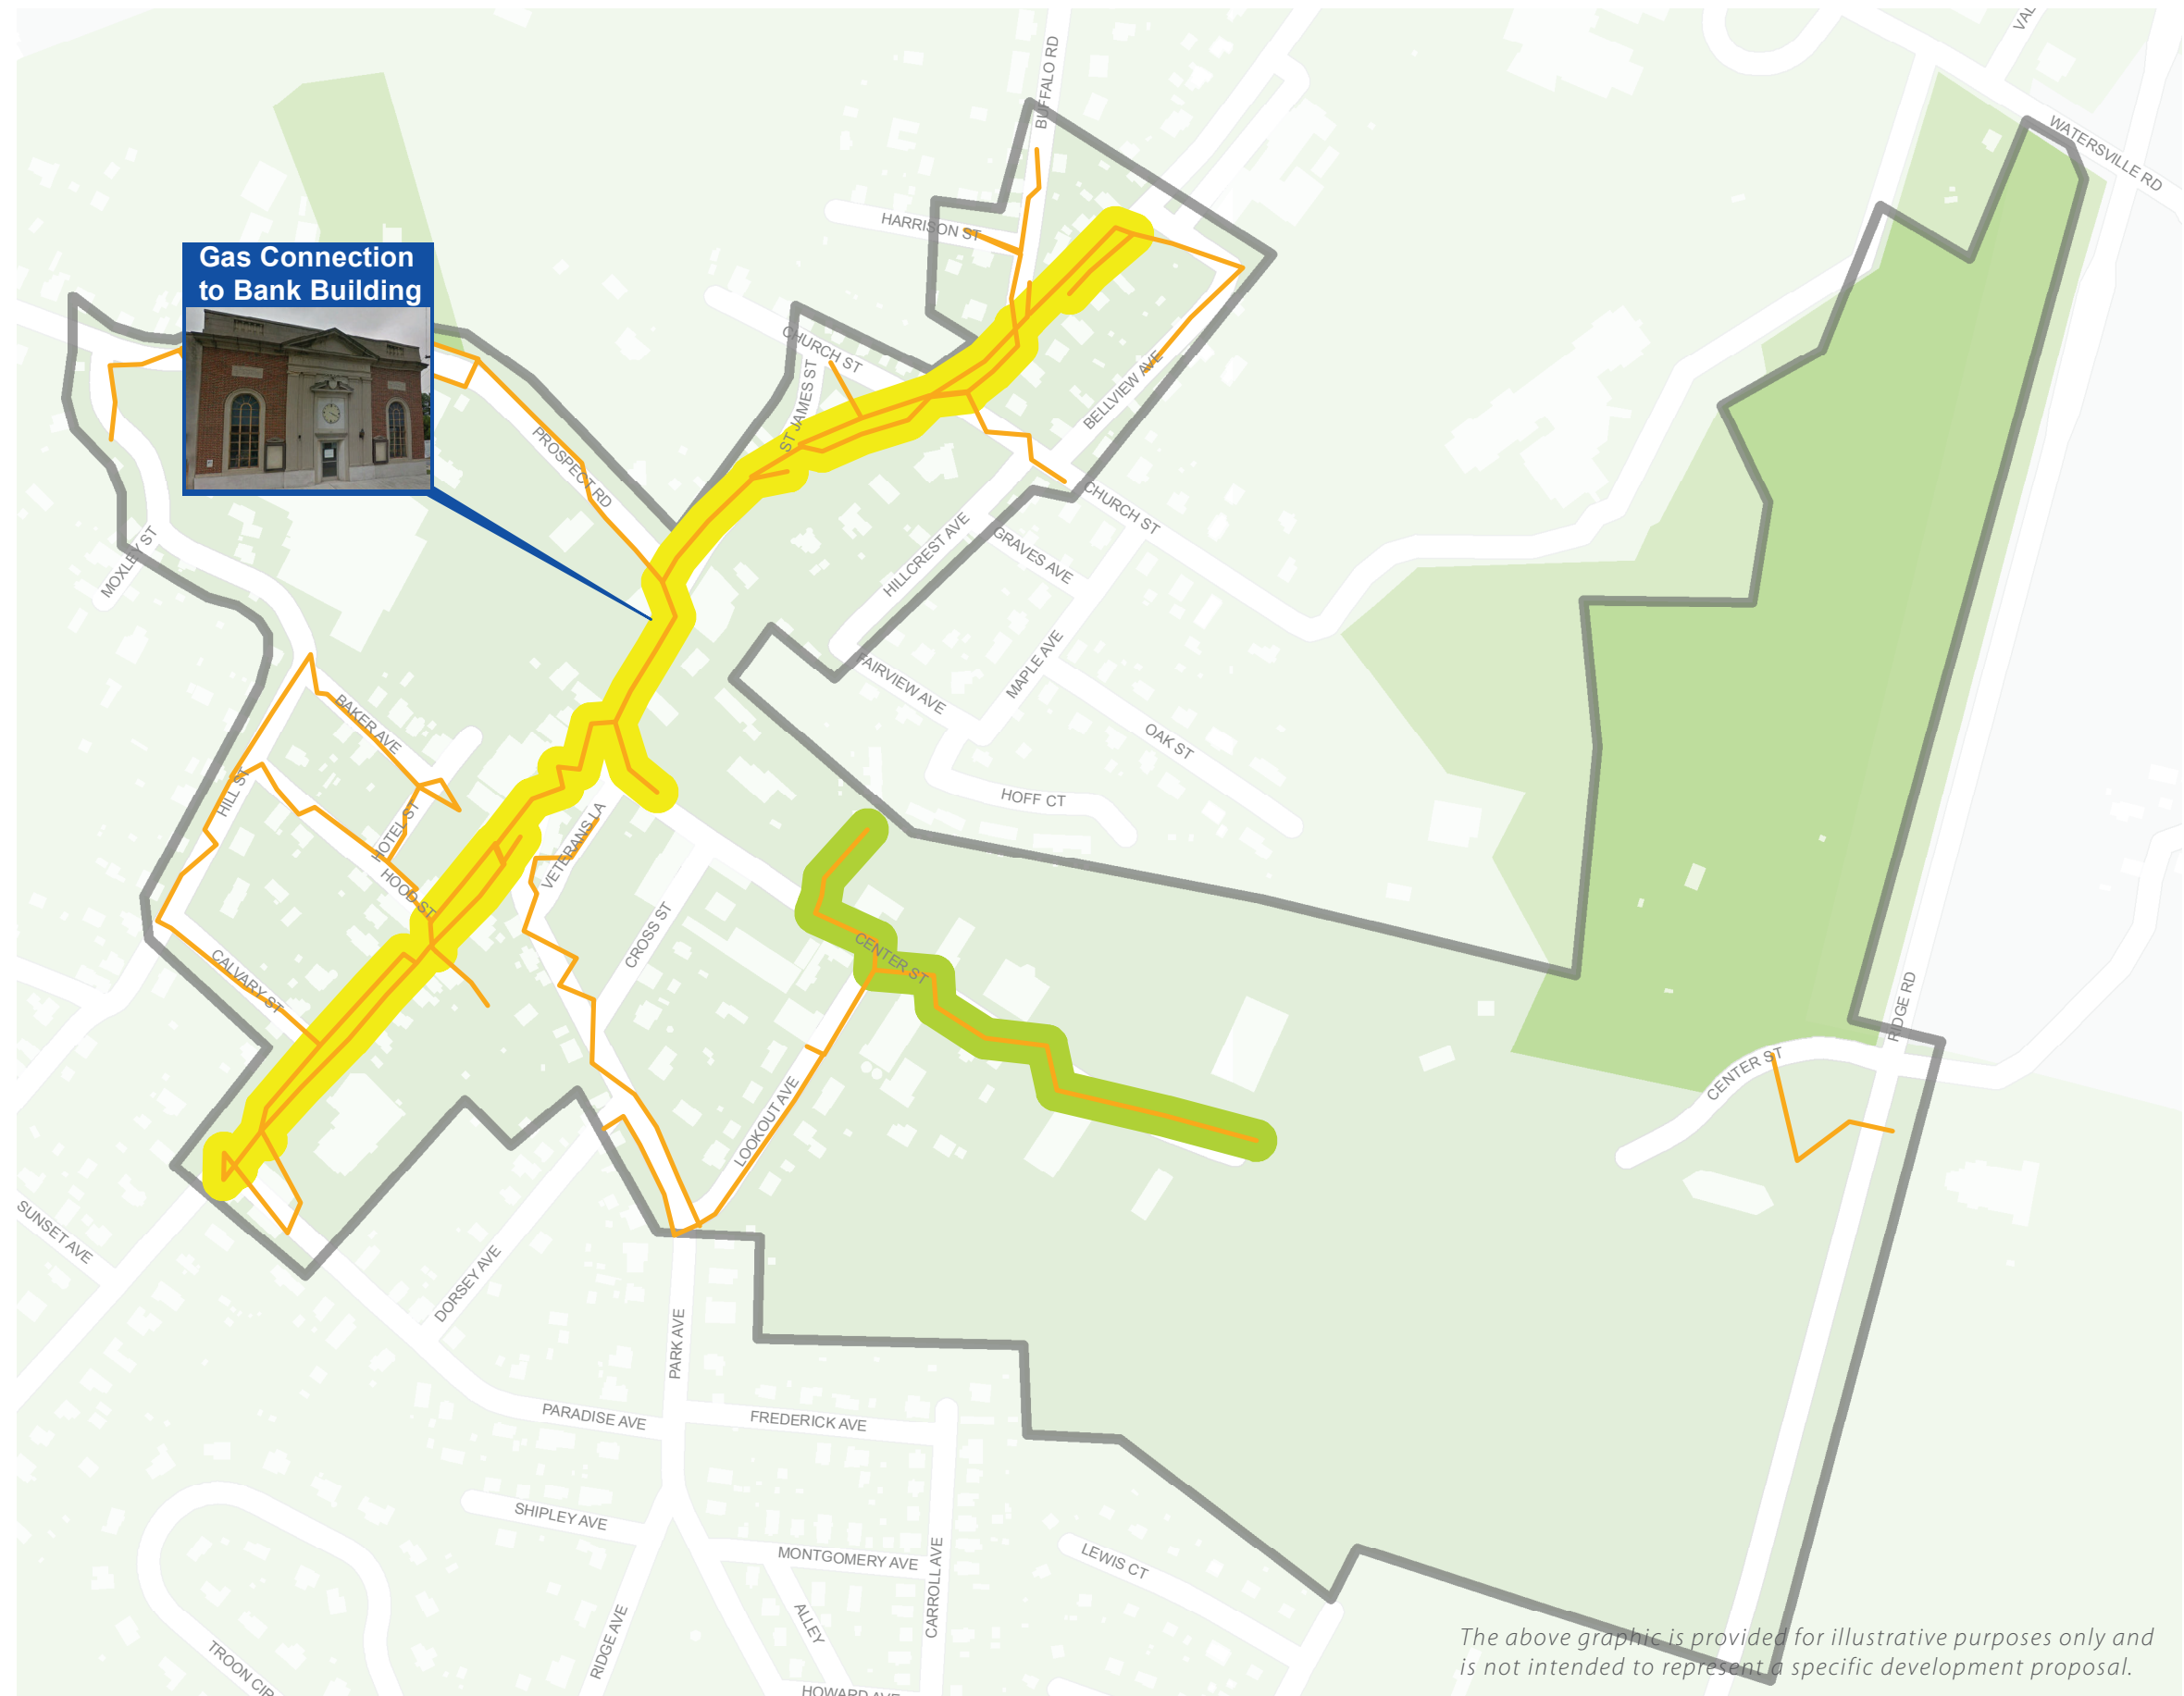 VAL
BUFFALO RD
WATERSVILLE RD
HARRISON ST
Gas Connection
to Bank Building
CHURCH ST
ST JAMES ST
BELLVIEW AVE
PROSPECT RD
CHURCH ST
HILLCREST AVE
GRAVES AVE
MOXLEY ST
MAPLE AVE
FAIRVIEW AVE
BAKER AVE
OAK ST
HILL ST
HOFF CT
HOTEL ST
VETERANS LA
HOOD ST
CROSS ST
CENTER ST
CALVARY ST
RIDGE RD
CENTER ST
LOOKOUT AVE
SUNSET AVE
DORSEY AVE
PARK AVE
PARADISE AVE
FREDERICK AVE
SHIPLEY AVE
MONTGOMERY AVE
LEWIS CT
CARROLL AVE
ALLEY
RIDGE AVE
TROON CIR
HOWARD AVE
The above graphic is provided for illustrative purposes only and
is not intended to represent a specific development proposal.